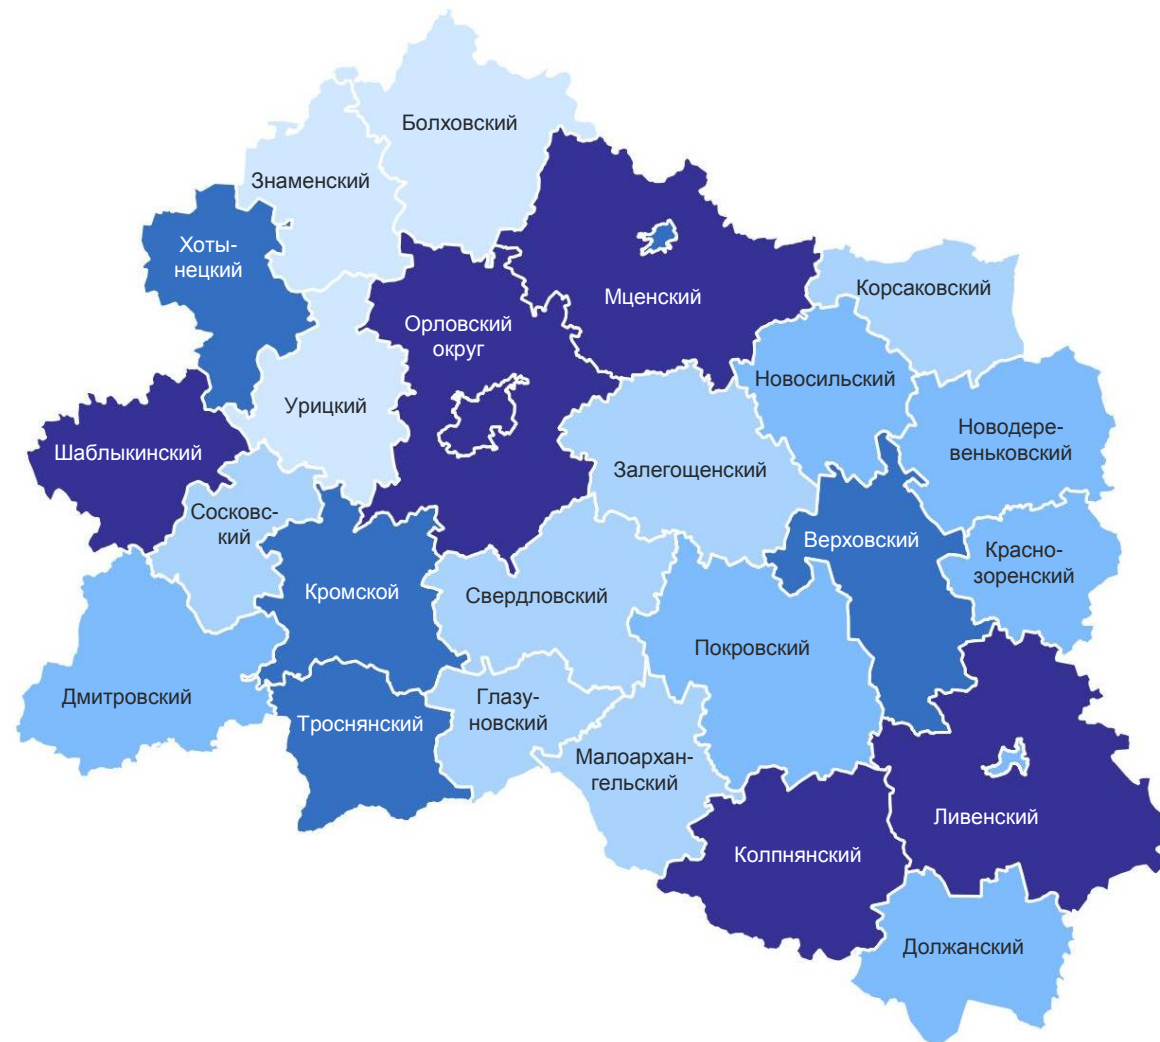 Болховский
Знаменский
Хоты-
нецкий
Мценский
Корсаковский
Орловский
округ
Новосильский
Урицкий
Новодере-
веньковский
Шаблыкинский
Залегощенский
Сосковс-
кий
Верховский
Красно-
зоренский
Кромской
Свердловский
Покровский
Дмитровский
Глазу-
новский
Троснянский
Малоархан-
гельский
Ливенский
Колпнянский
Должанский